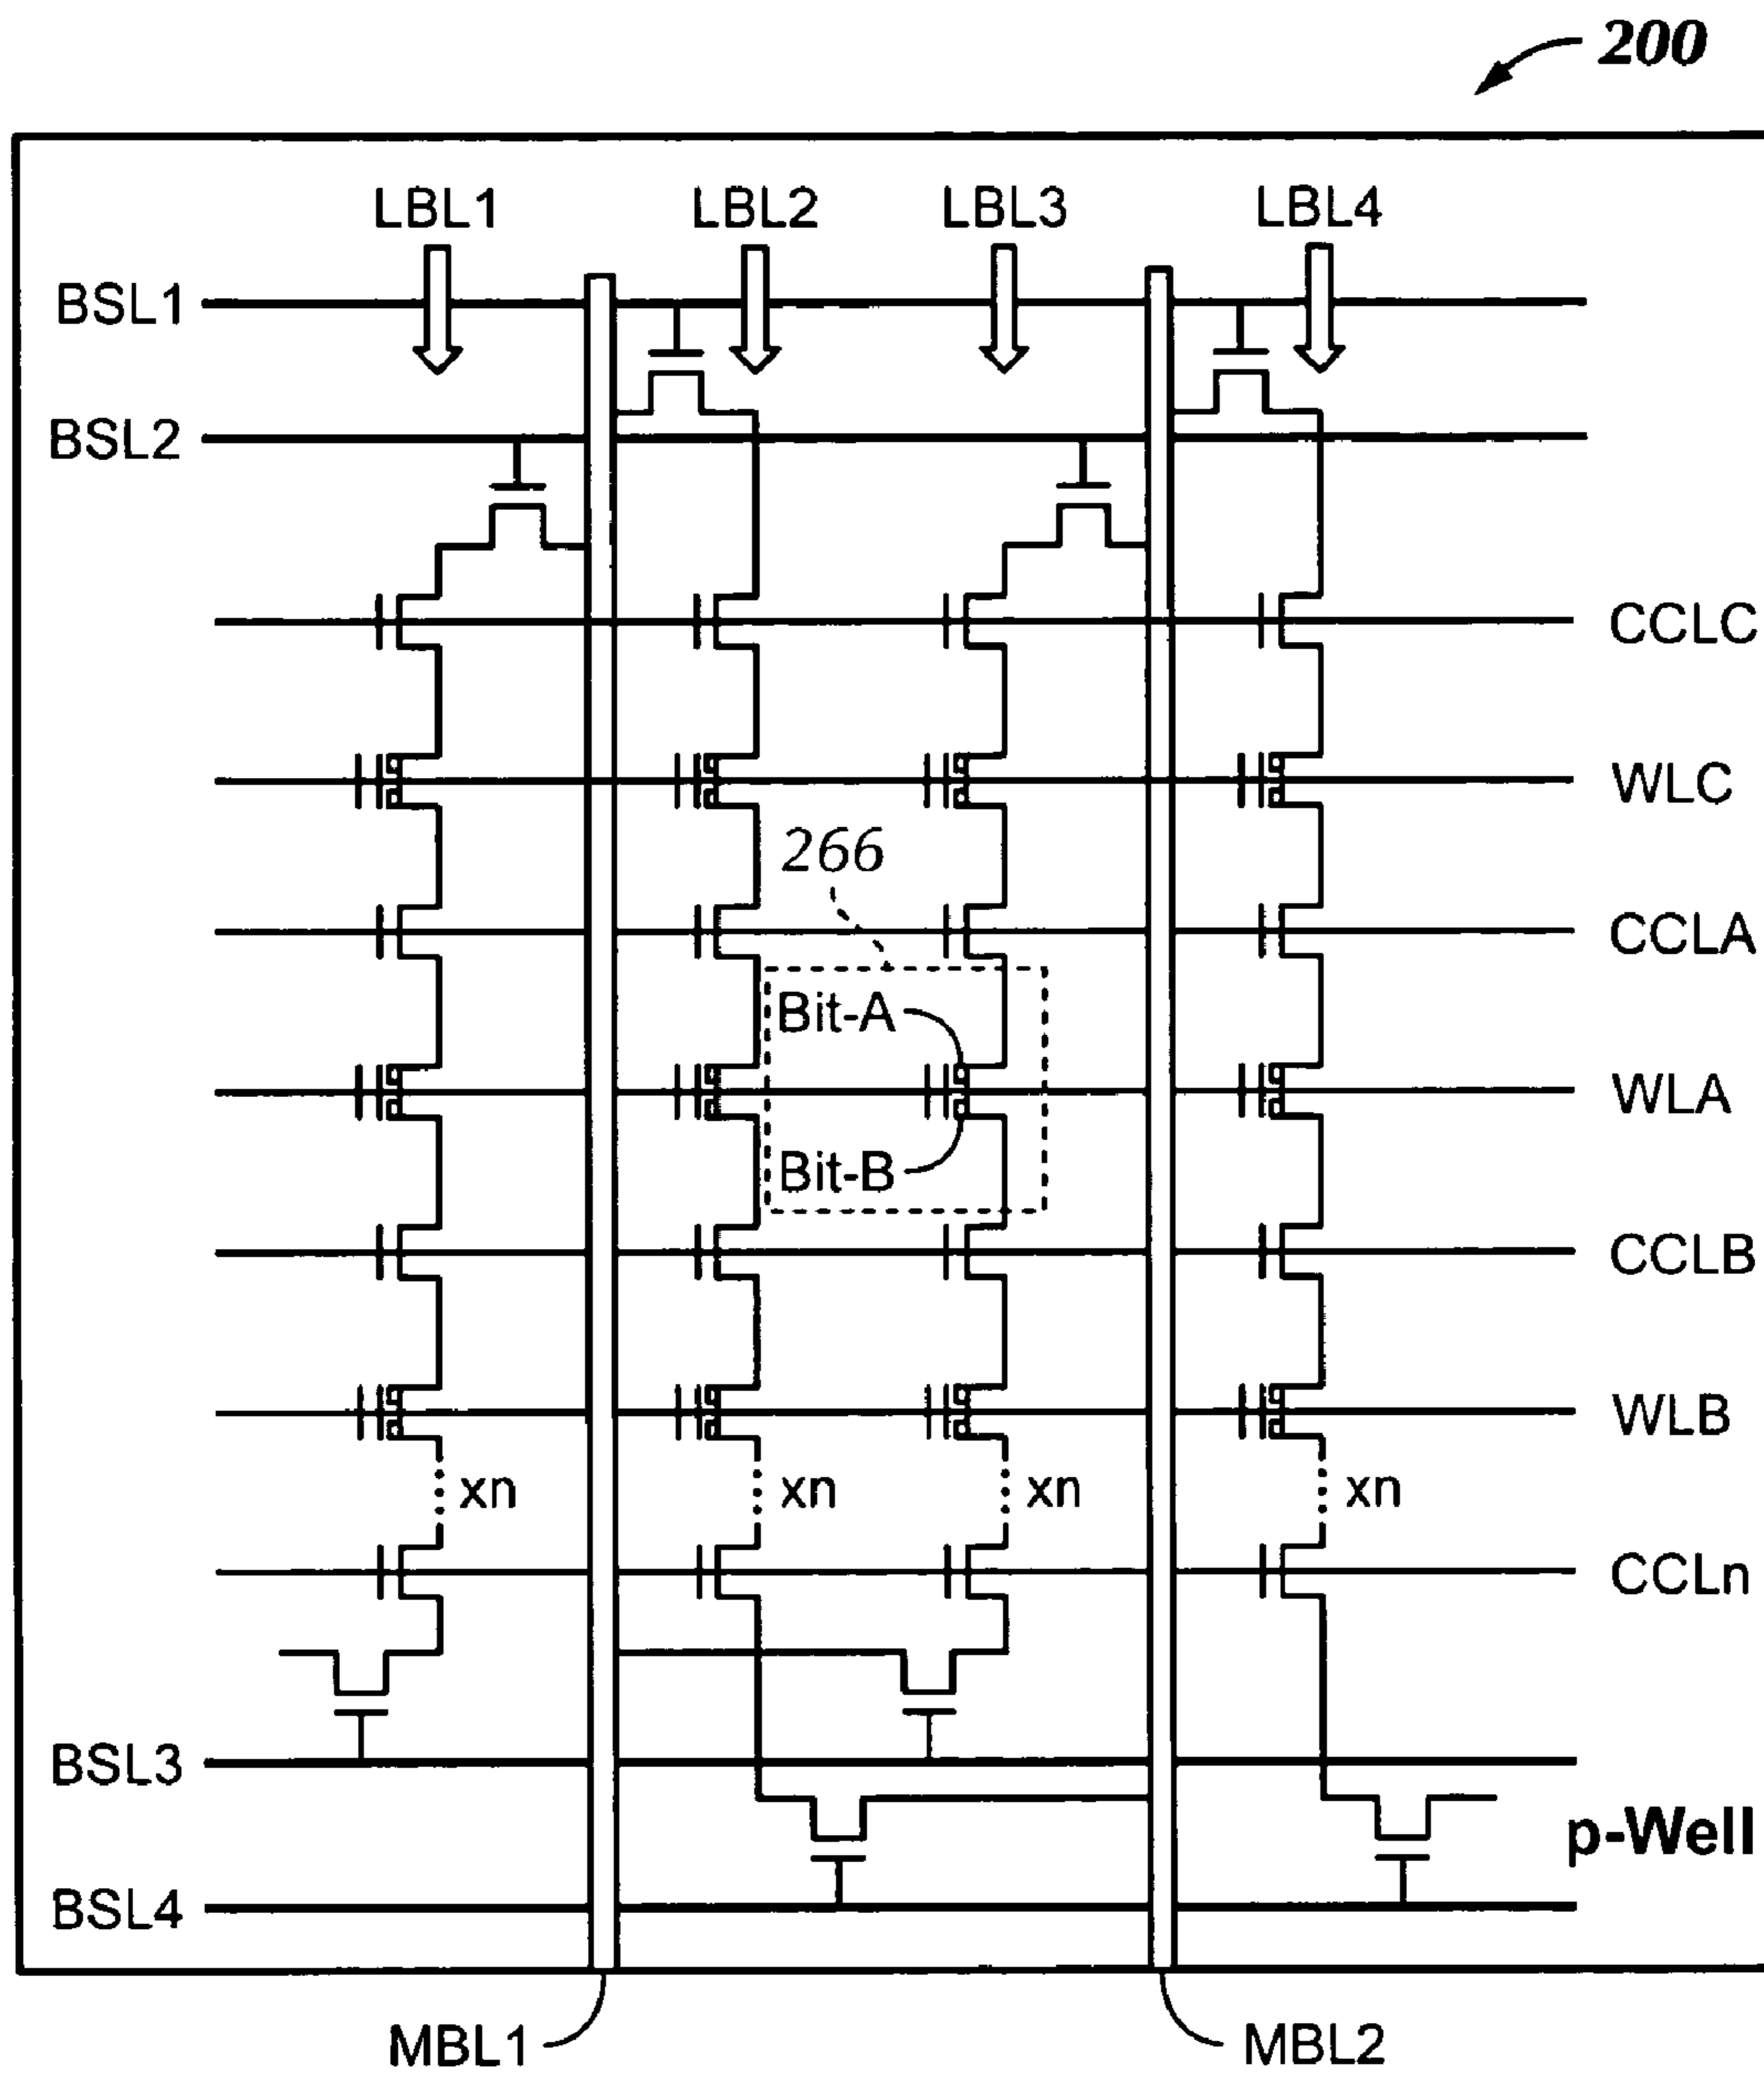 200
LBL1 LBL2 LBL3 LBL4
BSL1
BSL2
CCLC
WLC
266
CCLA
Bit-A
WLA
Bit-B
CCLB
WLB
xn xn xn xn
CCLn
BSL3
p-Well
BSL4
MBL1 MBL2